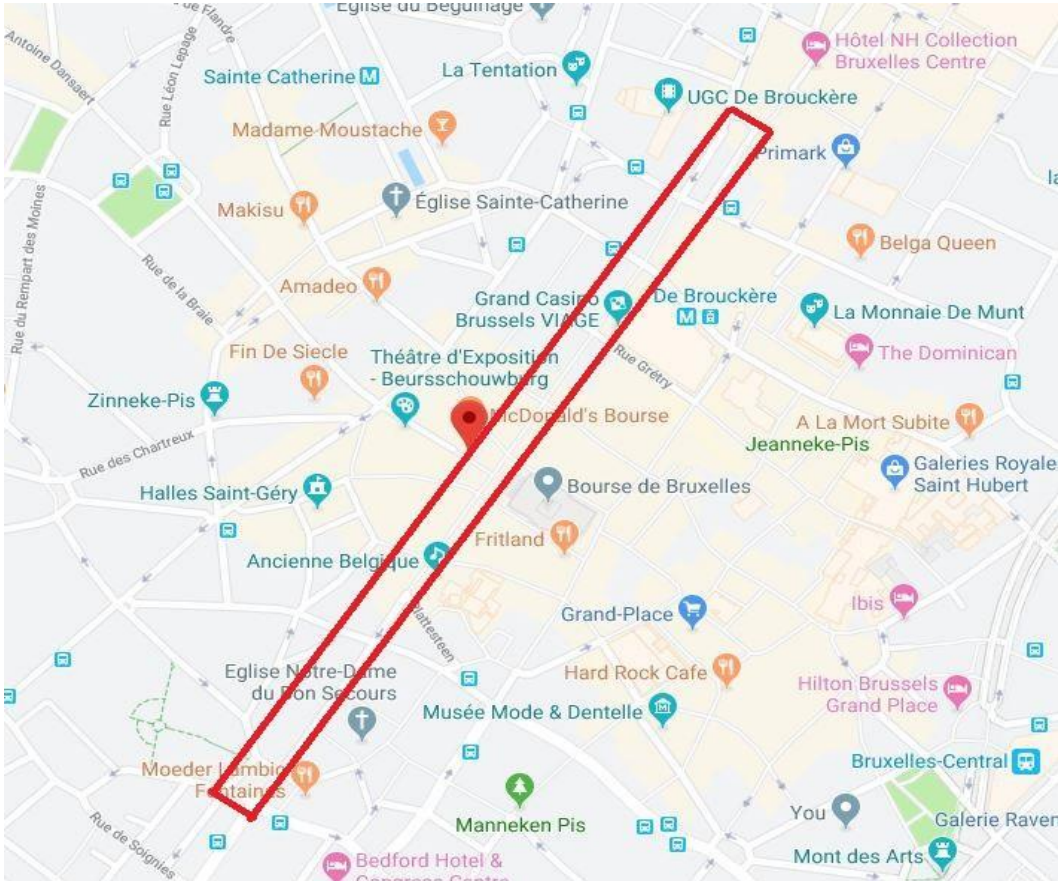 Eglise du Béguinage
de Flandre
Antoine Dansaert
Rue Léon Lepage
Sainte Catherine M
La Tentation
Hôtel NH Collection
Bruxelles Centre
UGC De Brouckère
Madame Moustache
Primark
Rue du Rempart des Moines
Makisu
Église Sainte-Catherine
Belga Queen
Rue de la Braie
Amadeo
Grand Casino
Brussels VIAGE
De Brouckère
M
La Monnaie De Munt
Rue Grétry
The Dominican
Fin De Siecle
Théâtre d'Exposition
- Beursschouwburg
Zinneke-Pis
McDonald's Bourse
A La Mort Subite
Jeanneke-Pis
Rue des Chartreux
Galeries Royale
Saint Hubert
Halles Saint-Géry
Bourse de Bruxelles
Fritland
Ancienne Belgique
Ibis
Grand-Place
Plattesteen
Eglise Notre-Dame
du Bon Secours
Hard Rock Cafe
Hilton Brussels
Grand Place
Musée Mode & Dentelle
Bruxelles-Central
Moeder Lambic
Fontaines
Manneken Pis
You
Galerie Raven
Rue de Soignies
Mont des Arts
Bedford Hotel &
Congress Centre